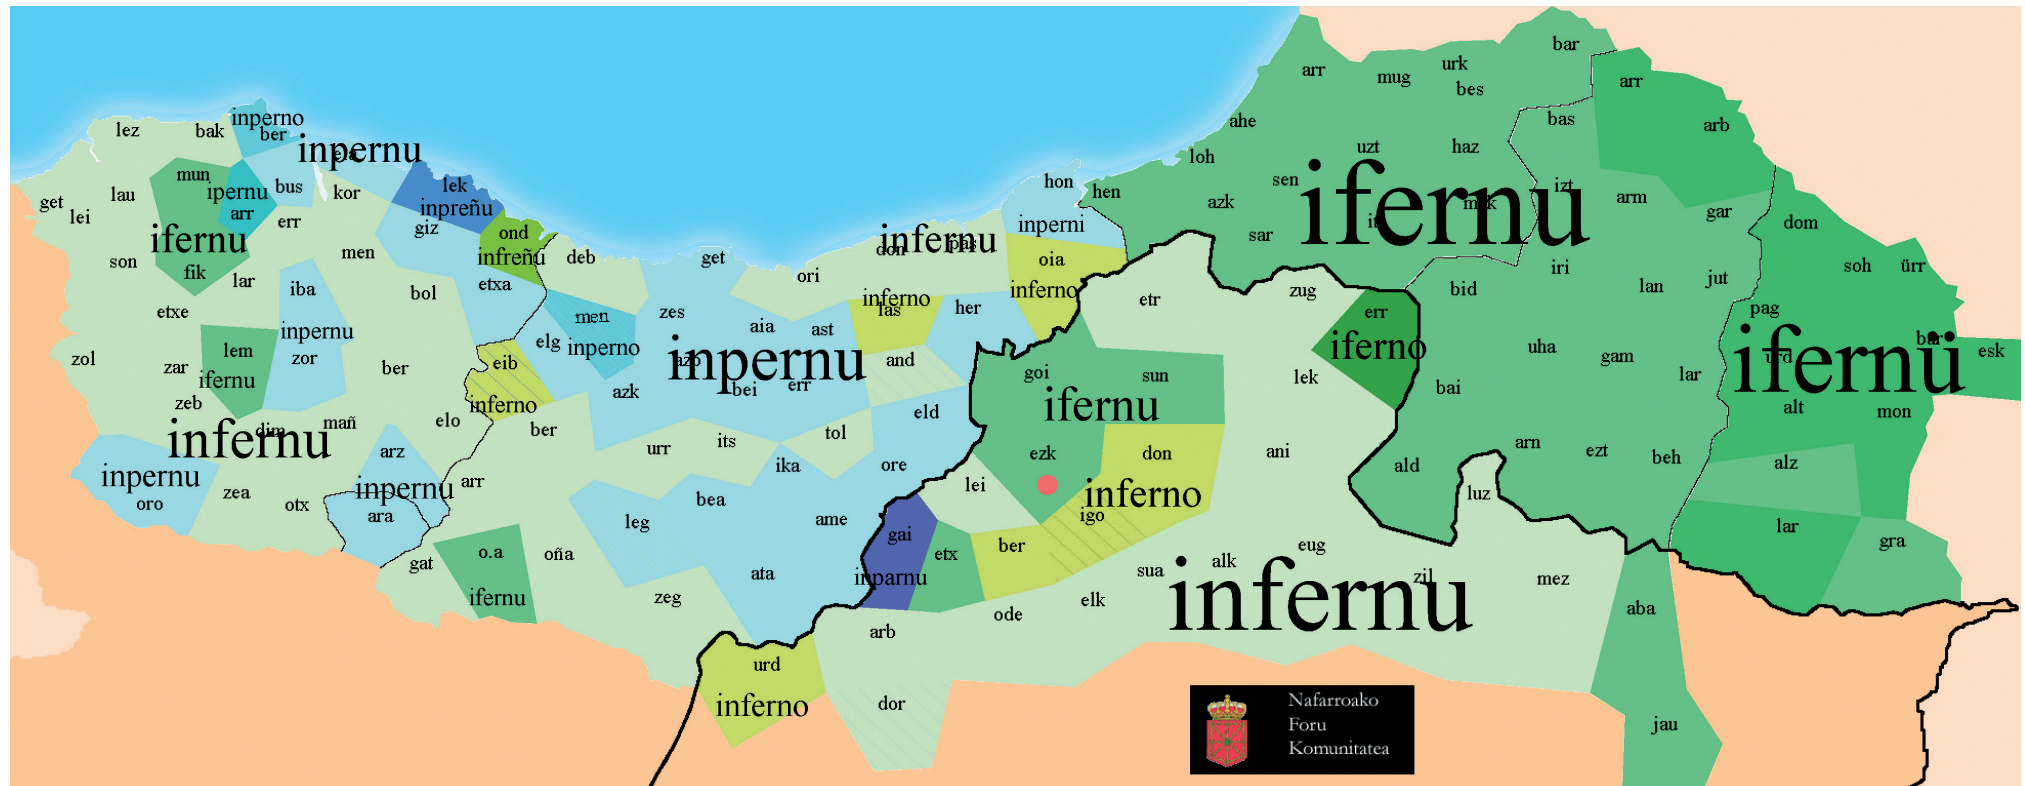 bar
urk
arr
mug
bes
arr
inperno
lez
bak
ber
ahe
bas
arb
inpernu
uzt
haz
loh
mun
ipernu
bus
kor
lek
hon
hen
sen
ifernu
izt
get
lau
lei
arr
err
inpreñu
azk
arm
gar
ifernu
giz
ond
inperni
sar
dom
son
fik
lar
men
infreñu
deb
get
infernu
oia
iri
soh
ürr
etxe
iba
bol
etxa
ori
inferno
etr
zug
bid
lan
jut
inpernu
men
zes
inferno
las
her
err
pag
zol
zar
lem
zor
elg
inperno
aia
ast
iferno
uha
gam
bar
esk
ifernu
ber
eib
inpernu
and
goi
sun
lek
bai
lar
ifernü
urd
zeb
inferno
azk
bei
err
eld
ifernu
alt
mon
infernu
dim
mañ
elo
ber
urr
its
tol
ezk
don
ani
arn
ezt
beh
inpernu
arz
ika
ore
ald
alz
oro
zea
otx
inpernu
ara
arr
leg
bea
ame
lei
inferno
igo
luz
lar
gat
o.a
oña
ata
gai
etx
ber
eug
gra
ifernu
zeg
inparnu
sua
alk
infernu
zil
mez
arb
ode
elk
aba
urd
inferno
dor
jau
Nafarroako
Foru
Komunitatea